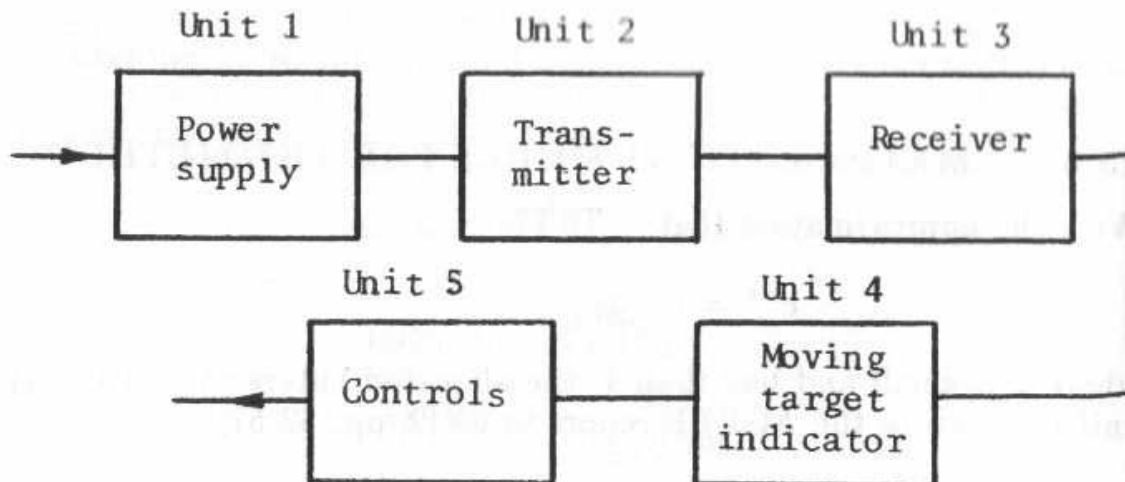 Unit 1
Unit 2
Unit 3
Power
supply
Trans-
mitter
Receiver
Unit 5
Unit 4
Controls
Moving
target
indicator